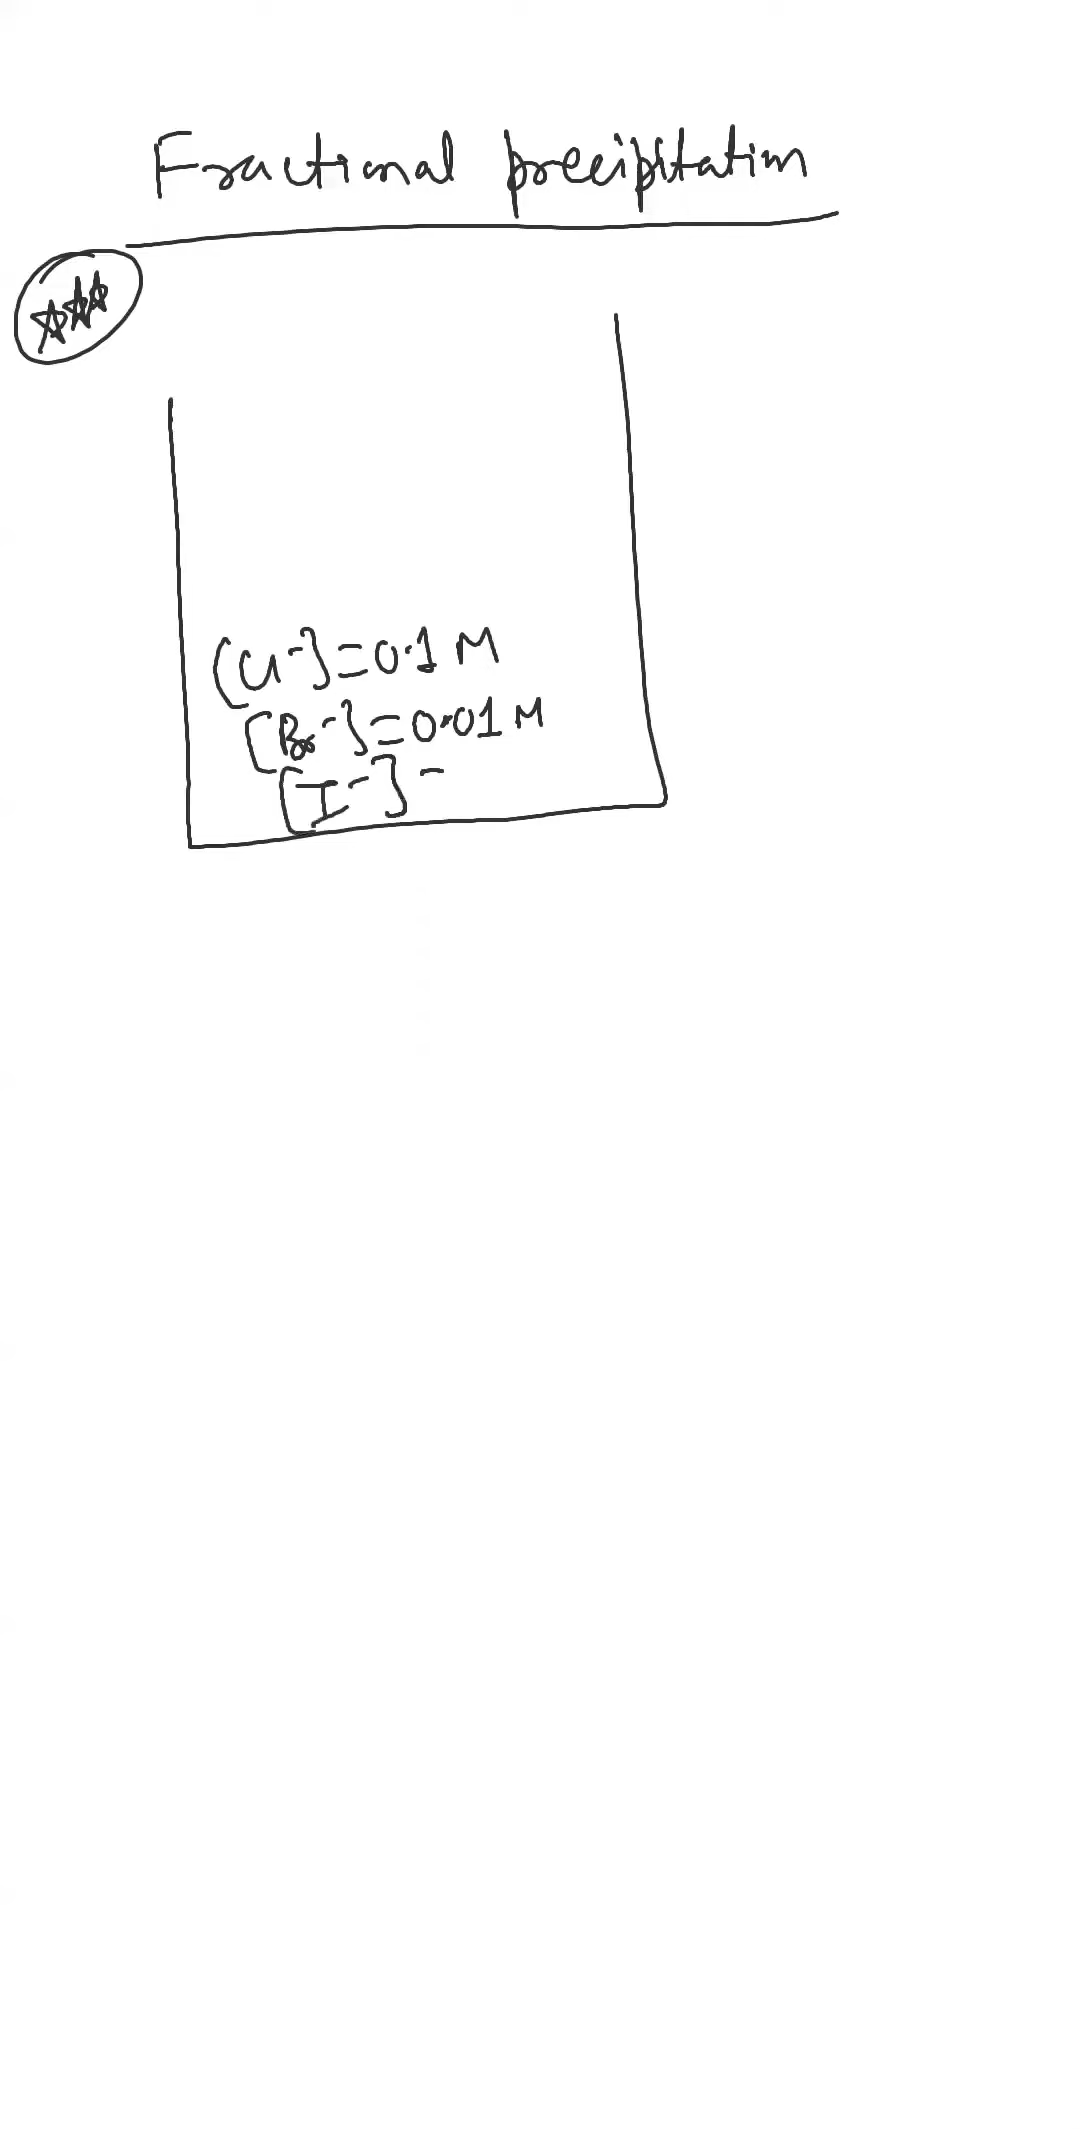 Fractional precipitation
[Cl⁻] = 0.1 M
[Br⁻] = 0.01 M
[I⁻] -